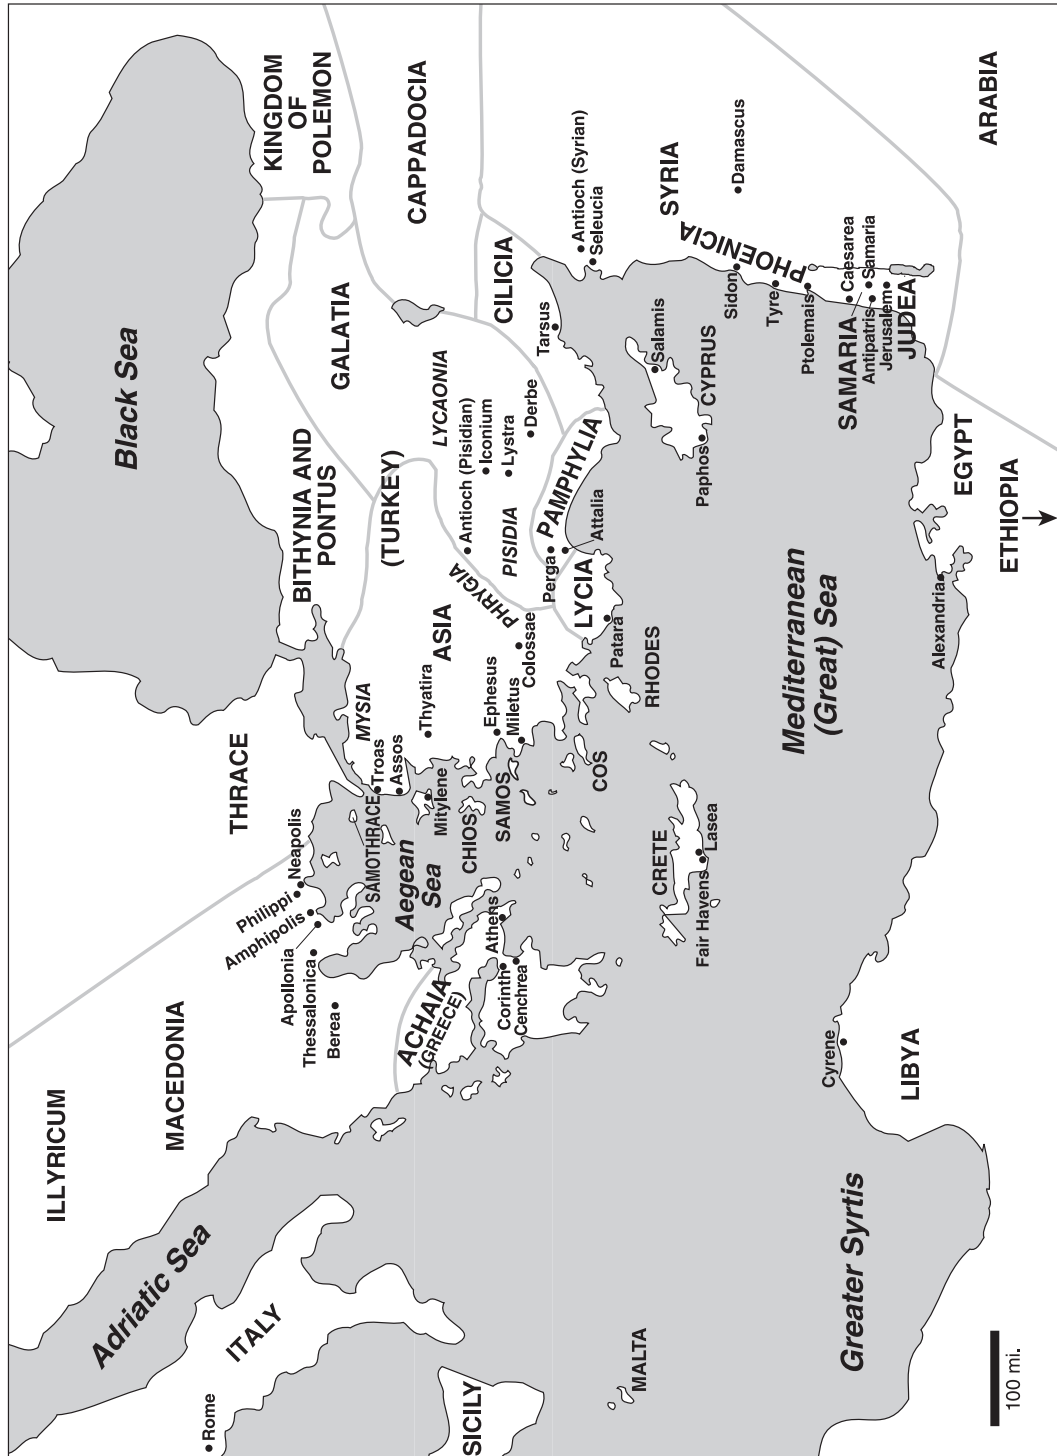 ILLYRICUM
MACEDONIA
THRACE
Black Sea
KINGDOM
OF
POLEMON
BITHYNIA AND
PONTUS
GALATIA
CAPPADOCIA
(TURKEY)
LYCAONIA
CILICIA
Tarsus
Antioch (Syrian)
Seleucia
SYRIA
Damascus
ARABIA
PHOENICIA
Sidon
Tyre
Ptolemais
Caesarea
Samaria
SAMARIA
Antipatris
Jerusalem
JUDEA
Adriatic Sea
ITALY
Rome
SICILY
MALTA
Philippi
Neapolis
Amphipolis
Apollonia
Thessalonica
Berea
ACHAIA
(GREECE)
Athens
Corinth
Cenchrea
SAMOTHRACE
Aegean
Sea
MYSIA
Troas
Assos
Mitylene
CHIOS
SAMOS
COS
Thyatira
ASIA
Ephesus
Miletus
Colossae
PHRYGIA
Antioch (Pisidian)
Iconium
Lystra
Derbe
PISIDIA
PAMPHYLIA
Perga
Attalia
LYCIA
Patara
RHODES
Salamis
CYPRUS
Paphos
CRETE
Lasea
Fair Havens
Mediterranean
(Great) Sea
Greater Syrtis
Cyrene
LIBYA
Alexandria
EGYPT
ETHIOPIA
100 mi.